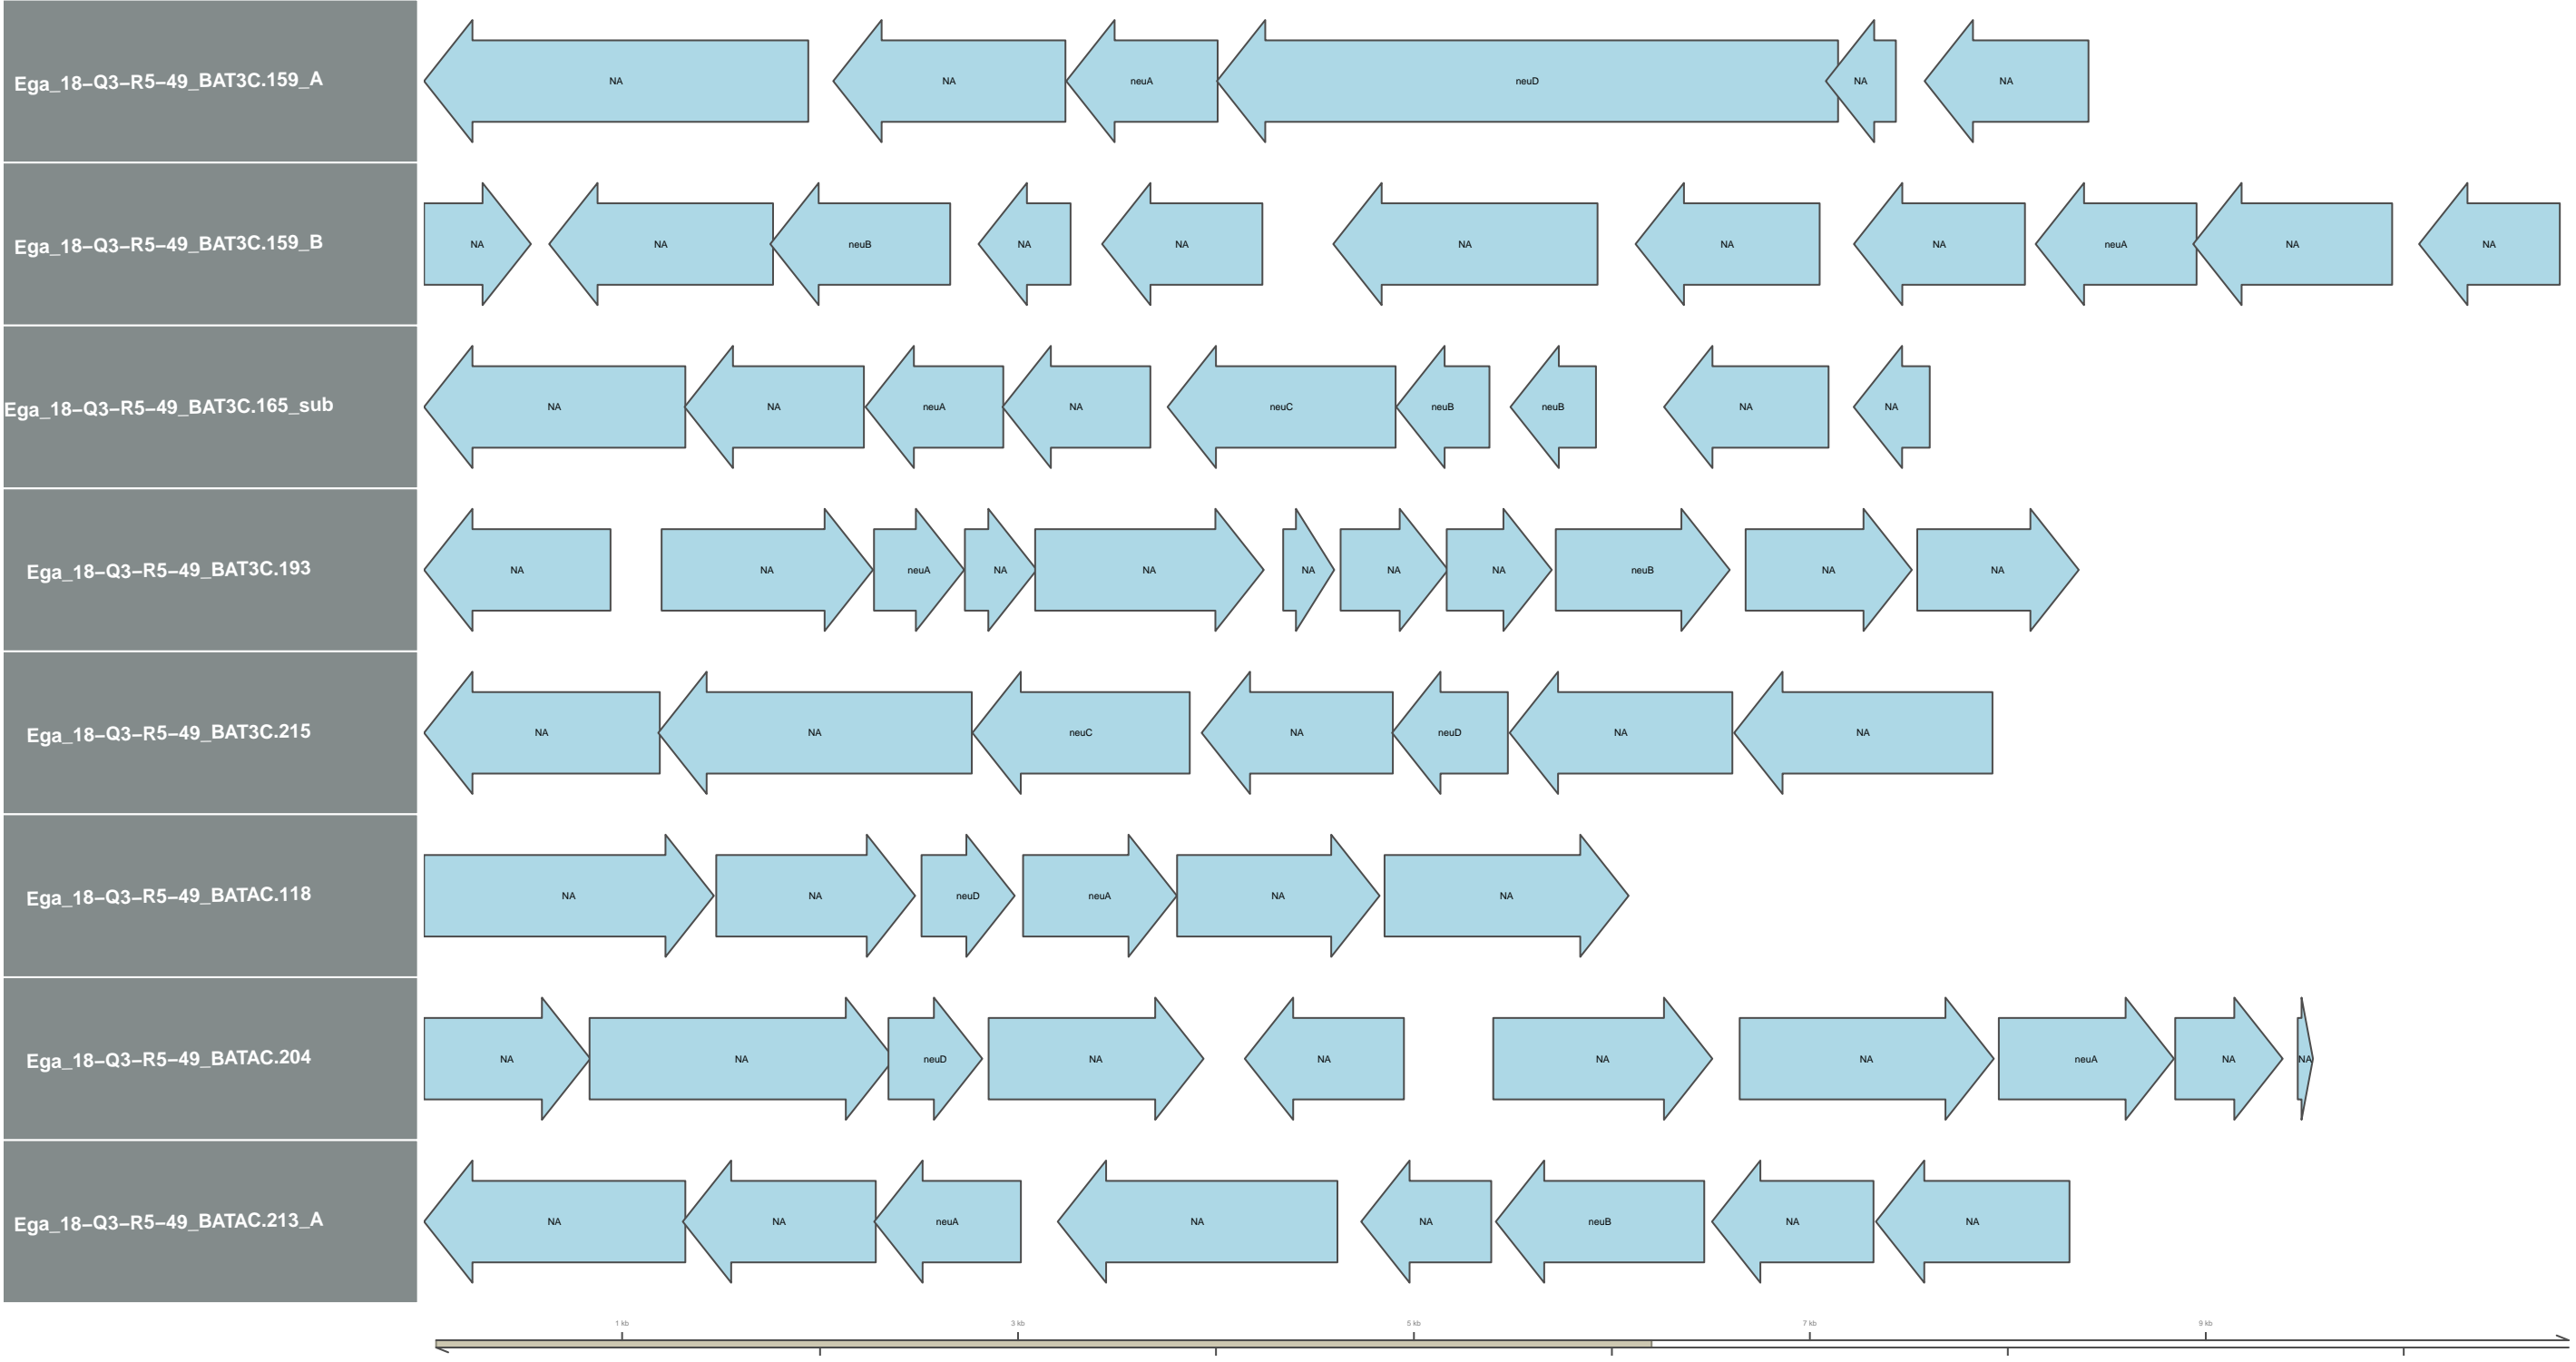 Ega_18−Q3−R5−49_BAT3C.159_A NA NA neuA neuD NA NA
Ega_18−Q3−R5−49_BAT3C.159_B NA NA neuB NA NA NA NA NA neuA NA NA
Ega_18−Q3−R5−49_BAT3C.165_sub NA NA neuA NA neuC neuB neuB NA NA
Ega_18−Q3−R5−49_BAT3C.193 NA NA neuA NA NA NA NA NA neuB NA NA
Ega_18−Q3−R5−49_BAT3C.215 NA NA neuC NA neuD NA NA
Ega_18−Q3−R5−49_BATAC.118 NA NA neuD neuA NA NA
Ega_18−Q3−R5−49_BATAC.204 NA NA neuD NA NA NA NA neuA NA NA
Ega_18−Q3−R5−49_BATAC.213_A NA NA neuA NA NA neuB NA NA
1 kb 3 kb 5 kb 7 kb 9 kb